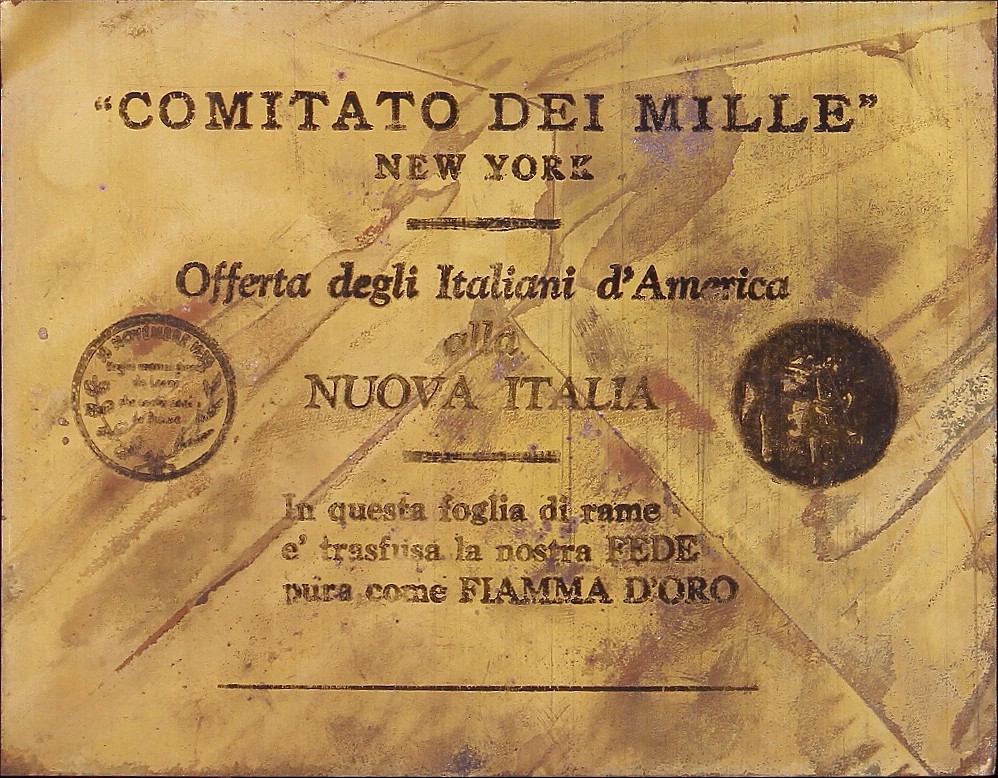 “COMITATO DEI MILLE”
NEW YORK
Offerta degli Italiani d’America
alla
NUOVA ITALIA
In questa foglia di rame
e’ trasfusa la nostra FEDE
pura come FIAMMA D’ORO
NOVEMBRE